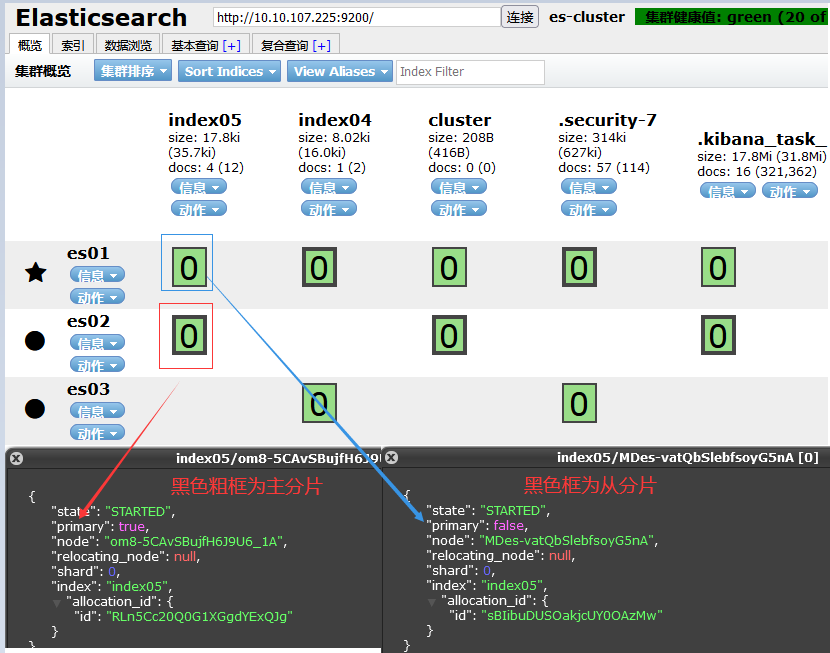 Elasticsearch http://10.10.107.225:9200/ 连接 es-cluster 集群健康值: green (20 of
概览 索引 数据浏览 基本查询 [+] 复合查询 [+]
集群概览 集群排序 Sort Indices View Aliases Index Filter
index05 index04 cluster .security-7 .kibana_task_
size: 17.8ki size: 8.02ki size: 208B size: 314ki size: 17.8Mi (31.8Mi)
(35.7ki) (16.0ki) (416B) (627ki) docs: 16 (321,362)
docs: 4 (12) docs: 1 (2) docs: 0 (0) docs: 57 (114)
信息 信息 信息 信息 信息 动作
动作 动作 动作 动作
es01
信息
动作
0 0 0 0 0
es02
信息
动作
0 0 0
es03
信息
动作
0 0
index05/om8-5CAvSBujfH6J9U
黑色粗框为主分片
{
"state": "STARTED",
"primary": true,
"node": "om8-5CAvSBujfH6J9U6_1A",
"relocating_node": null,
"shard": 0,
"index": "index05",
"allocation_id": {
"id": "RLn5Cc20Q0G1XGgdYExQJg"
}
}
index05/MDes-vatQbSlebfsoyG5nA [0]
黑色框为从分片
{
"state": "STARTED",
"primary": false,
"node": "MDes-vatQbSlebfsoyG5nA",
"relocating_node": null,
"shard": 0,
"index": "index05",
"allocation_id": {
"id": "sBIibuDUSOakjcUY0OAzMw"
}
}